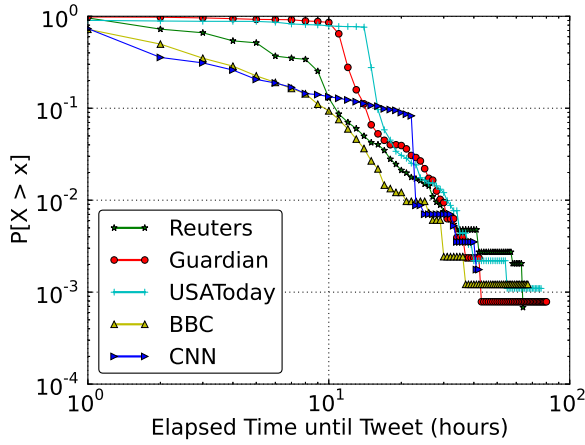 P[X > x]
10^0
10^-1
10^-2
10^-3
10^-4
Reuters
Guardian
USAToday
BBC
CNN
10^0 10^1 10^2
Elapsed Time until Tweet (hours)